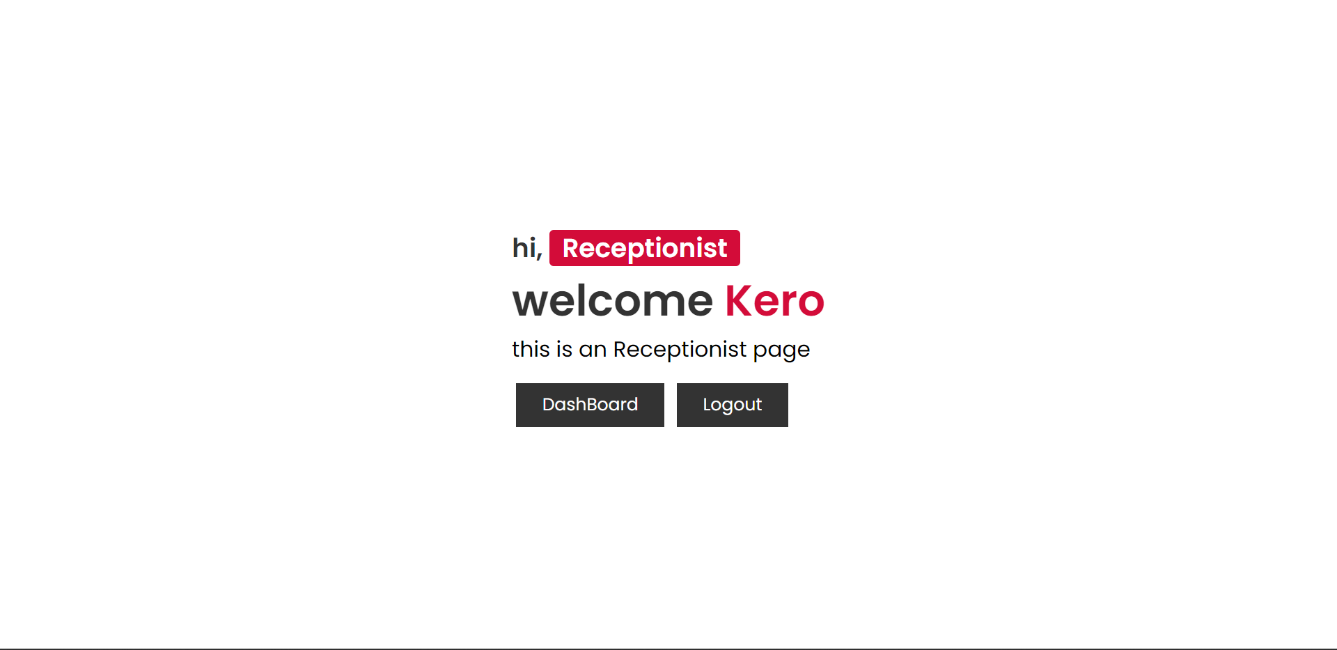 hi, Receptionist
welcome Kero
this is an Receptionist page
DashBoard Logout